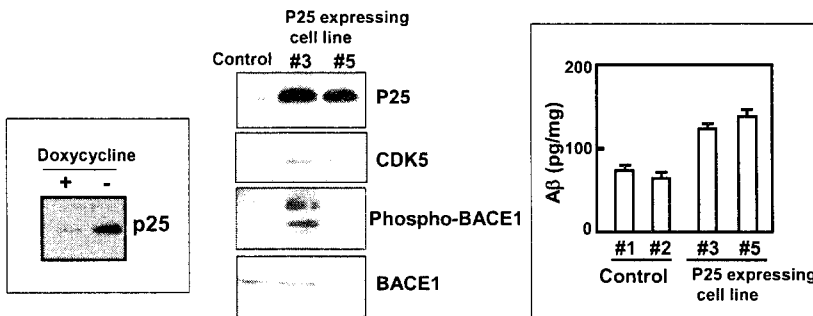 Doxycycline
+ -
p25
P25 expressing
cell line
Control #3 #5
P25
CDK5
Phospho-BACE1
BACE1
Aβ (pg/mg)
200
100
0
#1 #2 #3 #5
Control P25 expressing
cell line